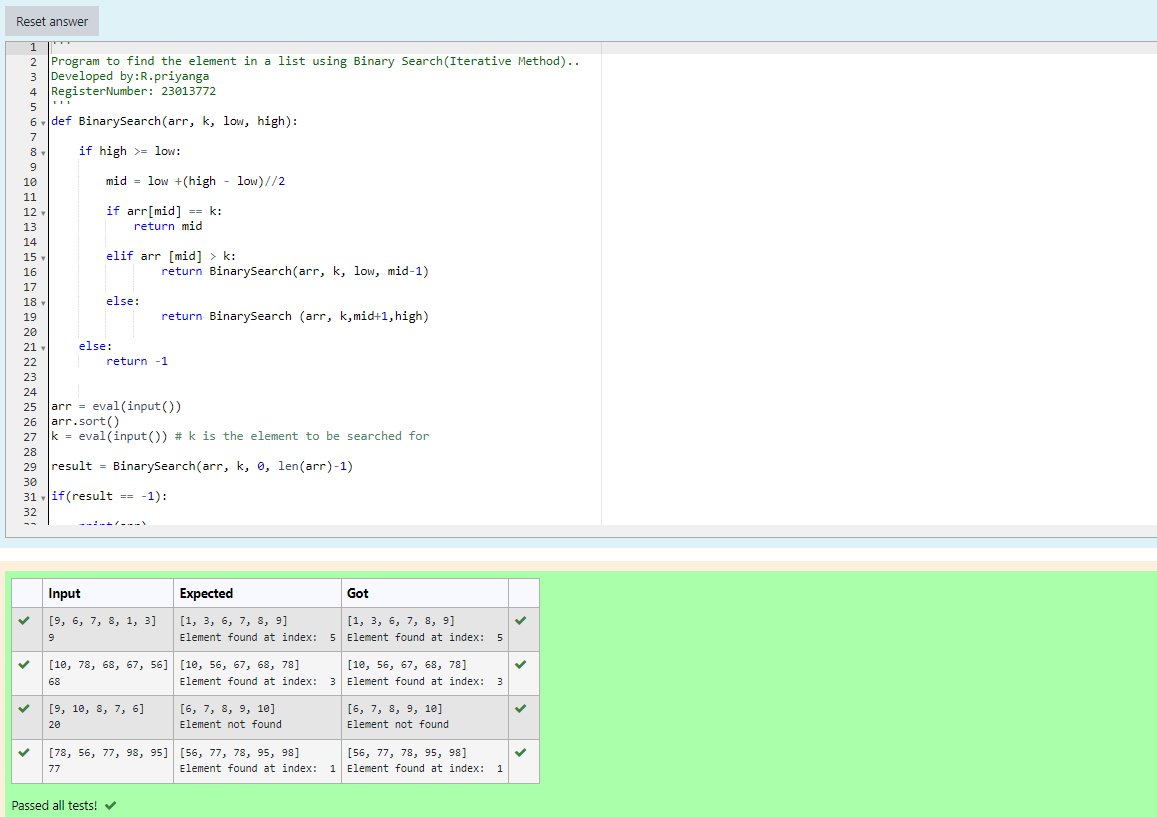 Reset answer
1 '''
2 Program to find the element in a list using Binary Search(Iterative Method)..
3 Developed by:R.priyanga
4 RegisterNumber: 23013772
5 '''
6 def BinarySearch(arr, k, low, high):
7
8     if high >= low:
9
10         mid = low +(high - low)//2
11
12         if arr[mid] == k:
13             return mid
14
15         elif arr [mid] > k:
16                 return BinarySearch(arr, k, low, mid-1)
17
18         else:
19                 return BinarySearch (arr, k,mid+1,high)
20
21     else:
22         return -1
23
24
25 arr = eval(input())
26 arr.sort()
27 k = eval(input()) # k is the element to be searched for
28
29 result = BinarySearch(arr, k, 0, len(arr)-1)
30
31 if(result == -1):
32
Input Expected Got
[9, 6, 7, 8, 1, 3] [1, 3, 6, 7, 8, 9] [1, 3, 6, 7, 8, 9]
9 Element found at index:  5 Element found at index:  5
[10, 78, 68, 67, 56] [10, 56, 67, 68, 78] [10, 56, 67, 68, 78]
68 Element found at index:  3 Element found at index:  3
[9, 10, 8, 7, 6] [6, 7, 8, 9, 10] [6, 7, 8, 9, 10]
20 Element not found Element not found
[78, 56, 77, 98, 95] [56, 77, 78, 95, 98] [56, 77, 78, 95, 98]
77 Element found at index:  1 Element found at index:  1
Passed all tests!